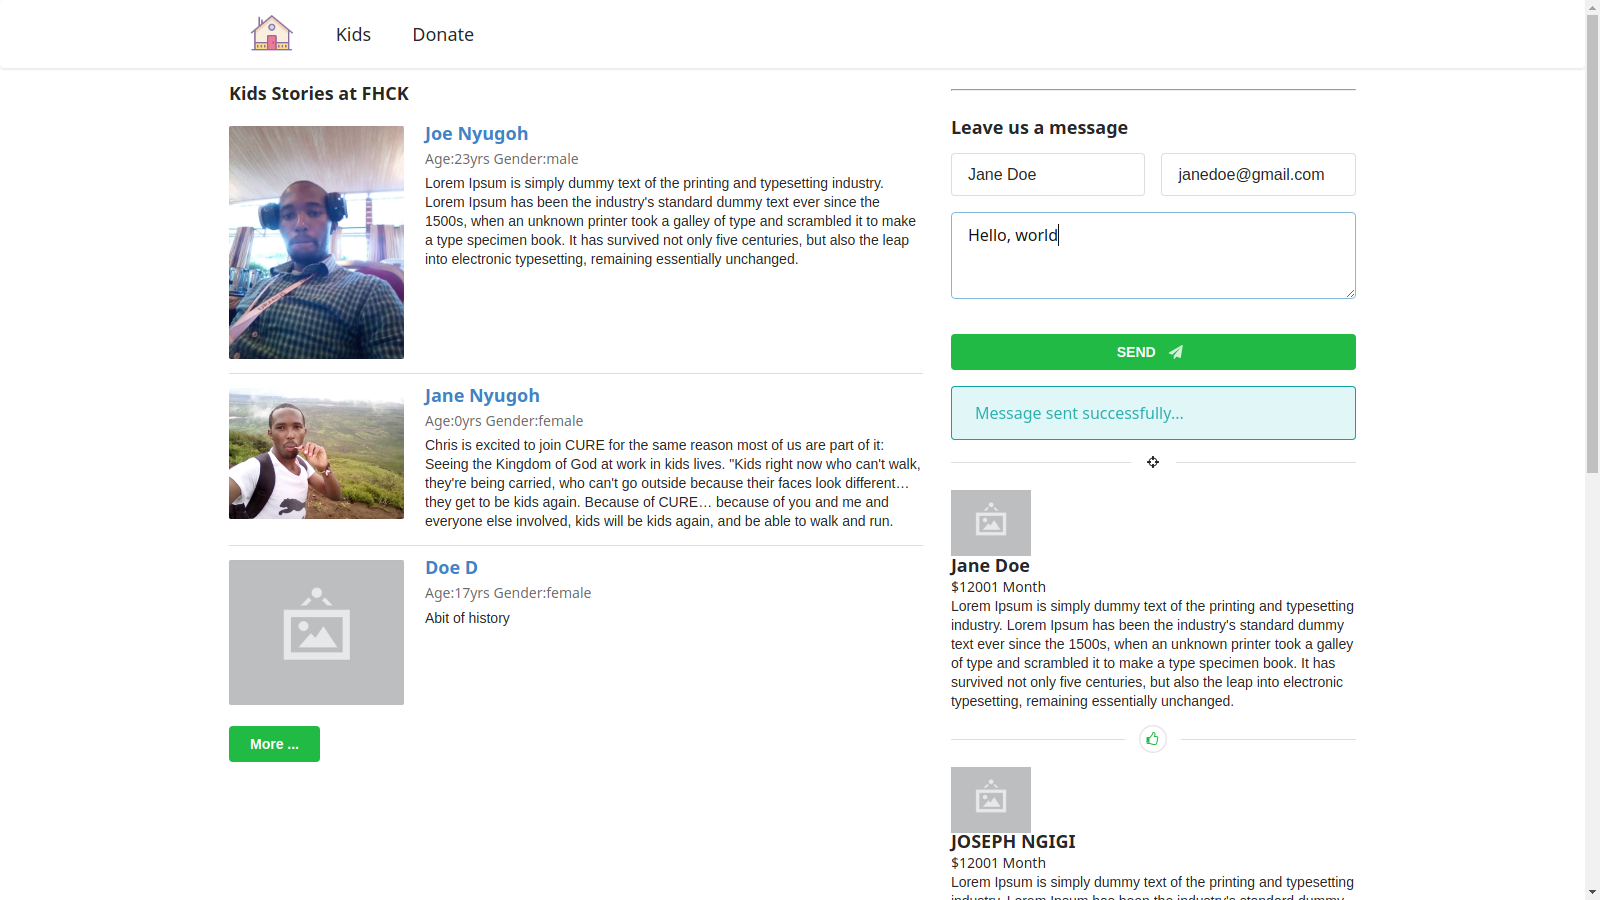 Kids
Donate
Kids Stories at FHCK
Joe Nyugoh
Age:23yrs Gender:male
Lorem Ipsum is simply dummy text of the printing and typesetting industry.
Lorem Ipsum has been the industry's standard dummy text ever since the
1500s, when an unknown printer took a galley of type and scrambled it to make
a type specimen book. It has survived not only five centuries, but also the leap
into electronic typesetting, remaining essentially unchanged.
Jane Nyugoh
Age:0yrs Gender:female
Chris is excited to join CURE for the same reason most of us are part of it:
Seeing the Kingdom of God at work in kids lives. "Kids right now who can't walk,
they're being carried, who can't go outside because their faces look different…
they get to be kids again. Because of CURE… because of you and me and
everyone else involved, kids will be kids again, and be able to walk and run.
Doe D
Age:17yrs Gender:female
Abit of history
More ...
Leave us a message
Jane Doe
janedoe@gmail.com
Hello, world
SEND
Message sent successfully...
Jane Doe
$12001 Month
Lorem Ipsum is simply dummy text of the printing and typesetting
industry. Lorem Ipsum has been the industry's standard dummy
text ever since the 1500s, when an unknown printer took a galley
of type and scrambled it to make a type specimen book. It has
survived not only five centuries, but also the leap into electronic
typesetting, remaining essentially unchanged.
JOSEPH NGIGI
$12001 Month
Lorem Ipsum is simply dummy text of the printing and typesetting
industry. Lorem Ipsum has been the industry's standard dummy